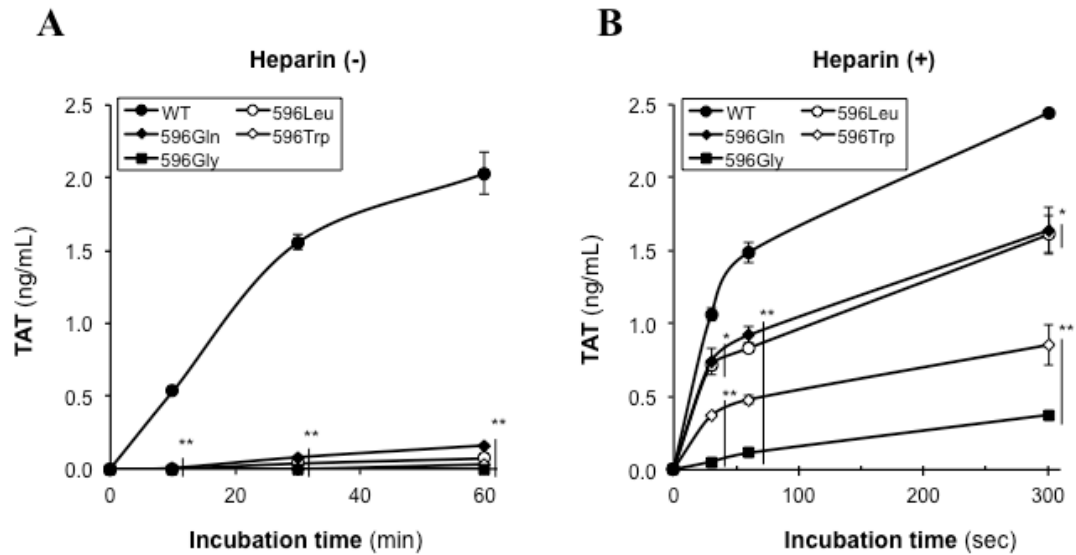 A
Heparin (-)
2.5
2.0
1.5
1.0
0.5
0.0
TAT (ng/mL)
WT
596Leu
596Gln
596Trp
596Gly
**
**
**
0
20
40
60
Incubation time (min)
B
Heparin (+)
2.5
2.0
1.5
1.0
0.5
0.0
TAT (ng/mL)
WT
596Leu
596Gln
596Trp
596Gly
*
**
**
*
**
0
100
200
300
Incubation time (sec)